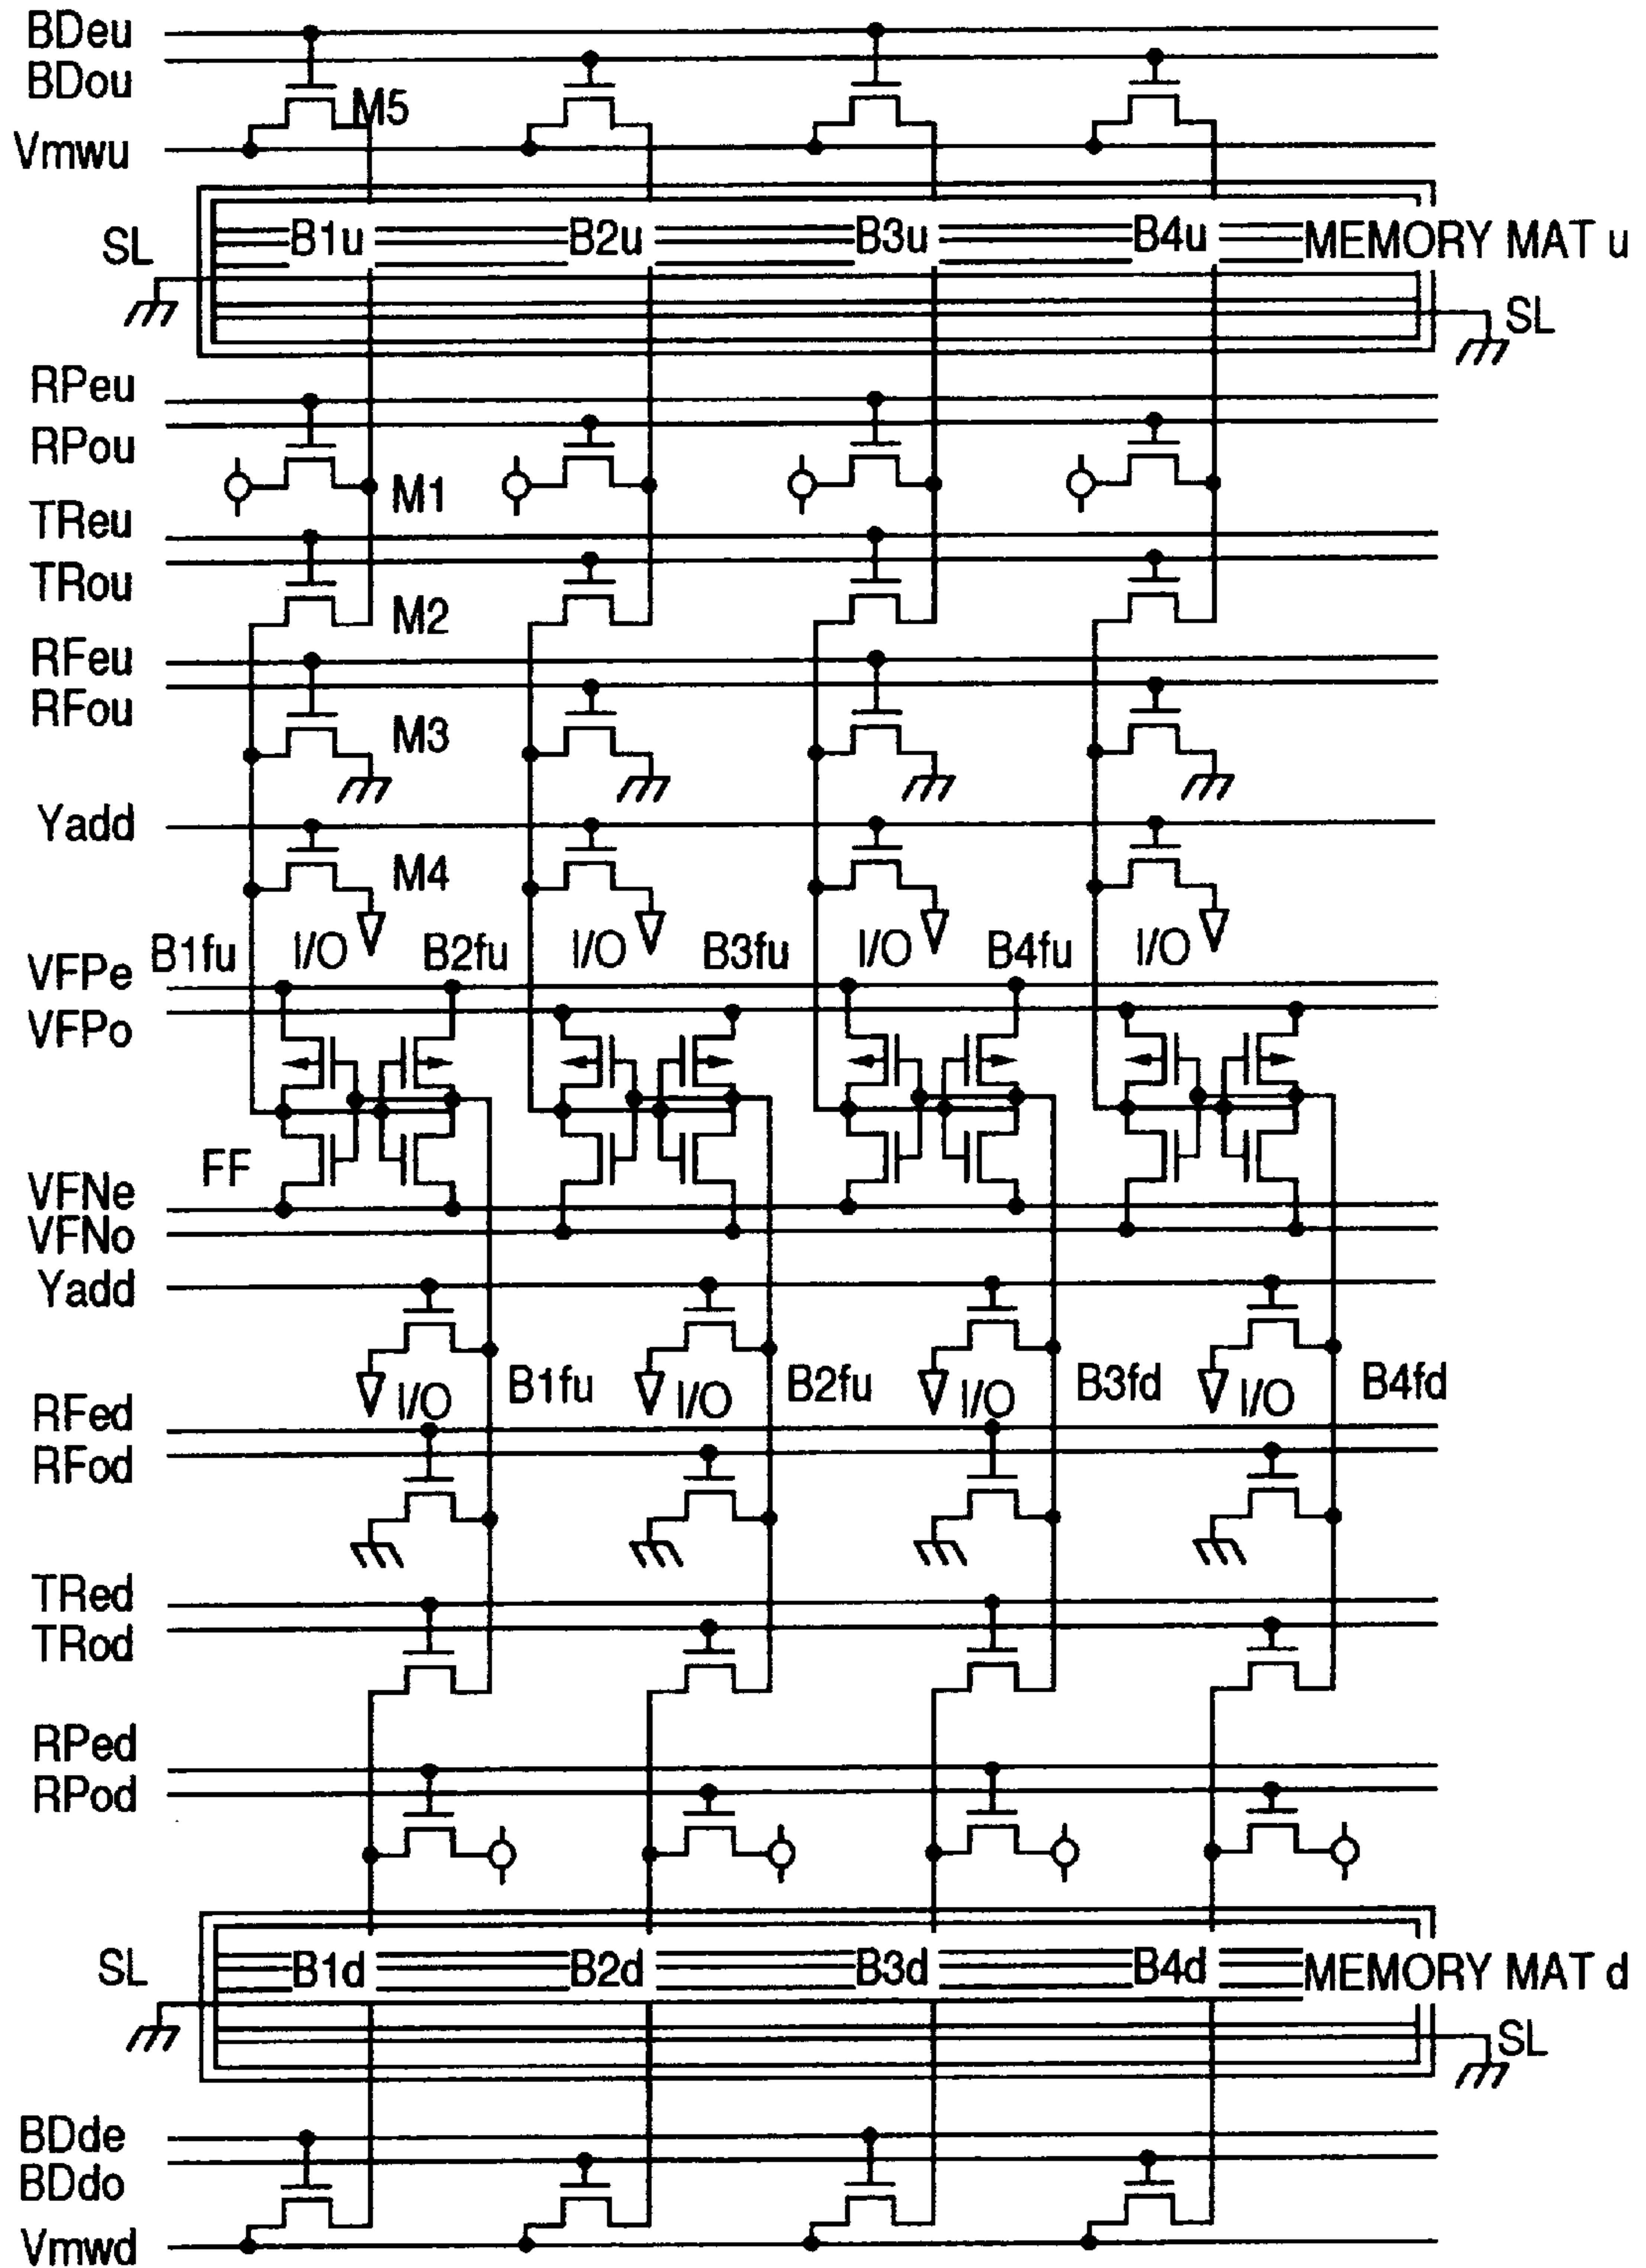 BDeu
BDou
M5
Vmwu
SL B1u B2u B3u B4u MEMORY MAT u
SL
RPeu
RPou
M1
TReu
TRou
M2
RFeu
RFou
M3
Yadd
M4
B1fu I/O B2fu I/O B3fu I/O B4fu I/O
VFPe
VFPo
FF
VFNe
VFNo
Yadd
I/O B1fu I/O B2fu I/O B3fd I/O B4fd
RFed
RFod
TRed
TRod
RPed
RPod
SL B1d B2d B3d B4d MEMORY MAT d
SL
BDde
BDdo
Vmwd